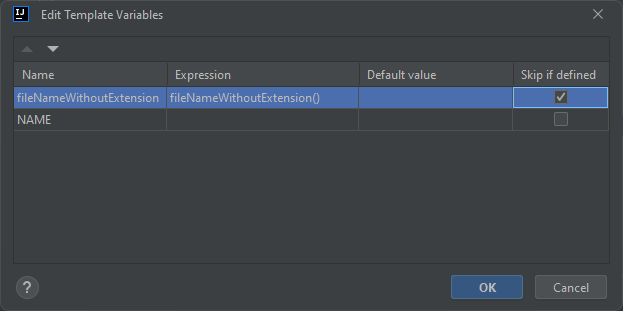 IJ
Edit Template Variables
Name Expression Default value Skip if defined
fileNameWithoutExtension fileNameWithoutExtension()
NAME
? OK Cancel